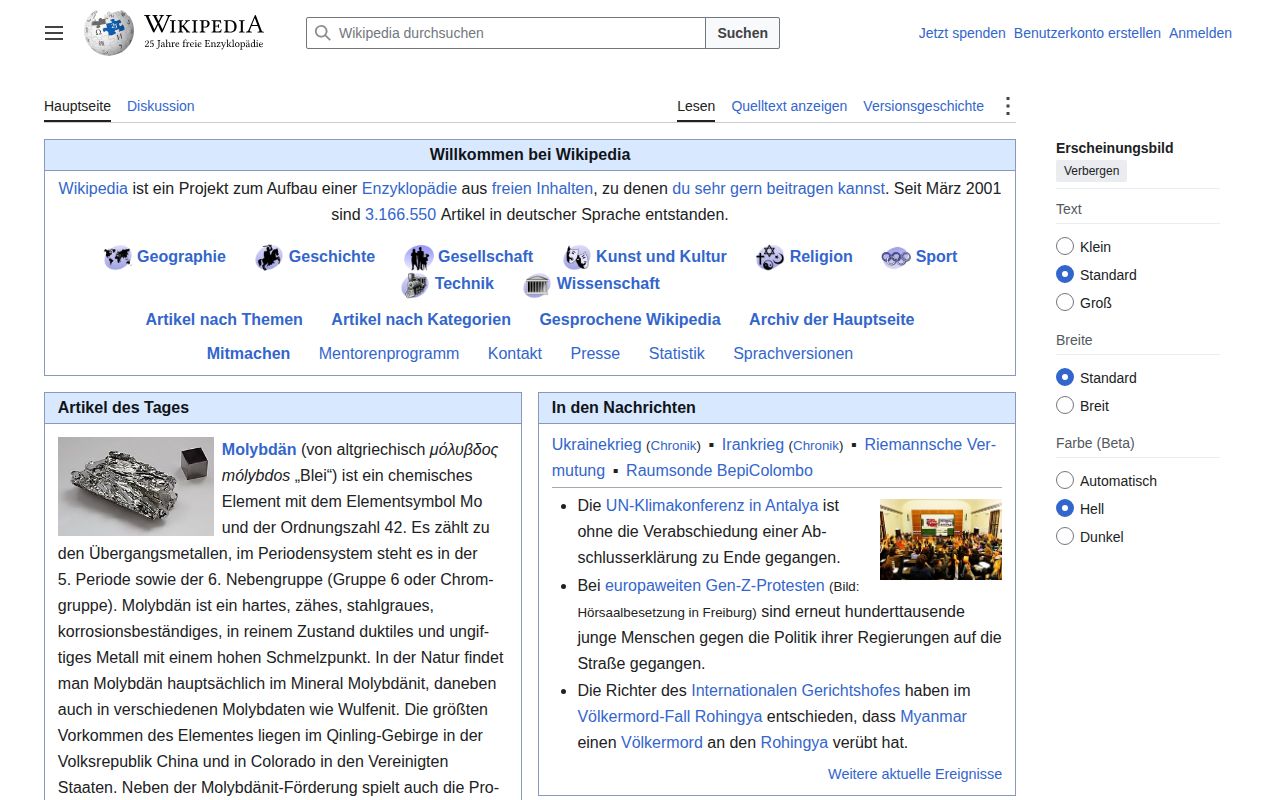 WIKIPEDIA
25 Jahre freie Enzyklopädie
Wikipedia durchsuchen
Suchen
Jetzt spenden Benutzerkonto erstellen Anmelden
Hauptseite Diskussion
Lesen Quelltext anzeigen Versionsgeschichte
Willkommen bei Wikipedia
Wikipedia ist ein Projekt zum Aufbau einer Enzyklopädie aus freien Inhalten, zu denen du sehr gern beitragen kannst. Seit März 2001
sind 3.166.550 Artikel in deutscher Sprache entstanden.
Geographie Geschichte Gesellschaft Kunst und Kultur Religion Sport
Technik Wissenschaft
Artikel nach Themen Artikel nach Kategorien Gesprochene Wikipedia Archiv der Hauptseite
Mitmachen Mentorenprogramm Kontakt Presse Statistik Sprachversionen
Artikel des Tages
Molybdän (von altgriechisch μόλυβδος
mólybdos „Blei“) ist ein chemisches
Element mit dem Elementsymbol Mo
und der Ordnungszahl 42. Es zählt zu
den Übergangsmetallen, im Periodensystem steht es in der
5. Periode sowie der 6. Nebengruppe (Gruppe 6 oder Chrom-
gruppe). Molybdän ist ein hartes, zähes, stahlgraues,
korrosionsbeständiges, in reinem Zustand duktiles und ungif-
tiges Metall mit einem hohen Schmelzpunkt. In der Natur findet
man Molybdän hauptsächlich im Mineral Molybdänit, daneben
auch in verschiedenen Molybdaten wie Wulfenit. Die größten
Vorkommen des Elementes liegen im Qinling-Gebirge in der
Volksrepublik China und in Colorado in den Vereinigten
Staaten. Neben der Molybdänit-Förderung spielt auch die Pro-
In den Nachrichten
Ukrainekrieg (Chronik) ▪ Irankrieg (Chronik) ▪ Riemannsche Ver-
mutung ▪ Raumsonde BepiColombo
• Die UN-Klimakonferenz in Antalya ist
ohne die Verabschiedung einer Ab-
schlusserklärung zu Ende gegangen.
• Bei europaweiten Gen-Z-Protesten (Bild:
Hörsaalbesetzung in Freiburg) sind erneut hunderttausende
junge Menschen gegen die Politik ihrer Regierungen auf die
Straße gegangen.
• Die Richter des Internationalen Gerichtshofes haben im
Völkermord-Fall Rohingya entschieden, dass Myanmar
einen Völkermord an den Rohingya verübt hat.
Weitere aktuelle Ereignisse
Erscheinungsbild
Verbergen
Text
Klein
Standard
Groß
Breite
Standard
Breit
Farbe (Beta)
Automatisch
Hell
Dunkel